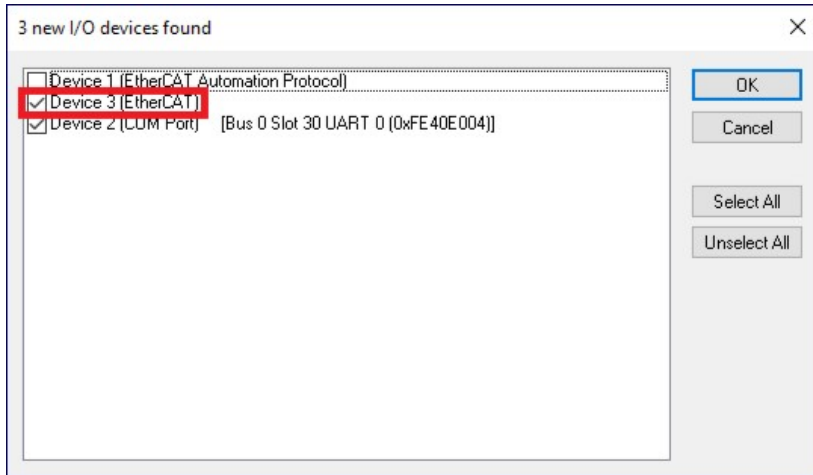 3 new I/O devices found
Device 1 (EtherCAT Automation Protocol)
Device 3 (EtherCAT)
Device 2 (COM Port) [Bus 0 Slot 30 UART 0 (0xFE40E004)]
OK
Cancel
Select All
Unselect All